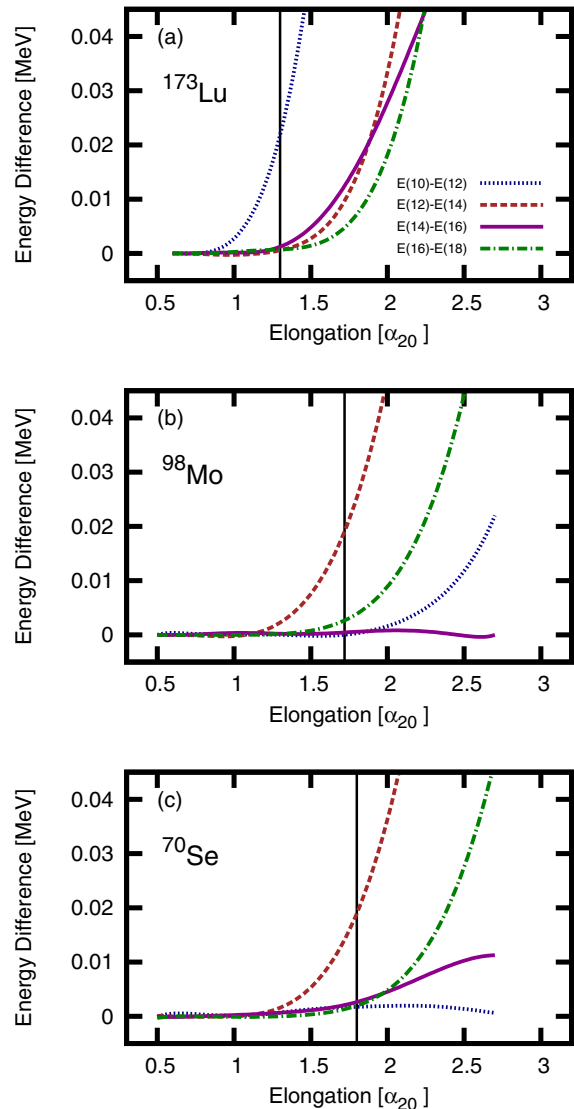 (a)
173Lu
Energy Difference [MeV]
0.04
0.03
0.02
0.01
0
E(10)-E(12)
E(12)-E(14)
E(14)-E(16)
E(16)-E(18)
0.5 1 1.5 2 2.5 3
Elongation [α20 ]
(b)
98Mo
Energy Difference [MeV]
0.04
0.03
0.02
0.01
0
0.5 1 1.5 2 2.5 3
Elongation [α20 ]
(c)
70Se
Energy Difference [MeV]
0.04
0.03
0.02
0.01
0
0.5 1 1.5 2 2.5 3
Elongation [α20 ]